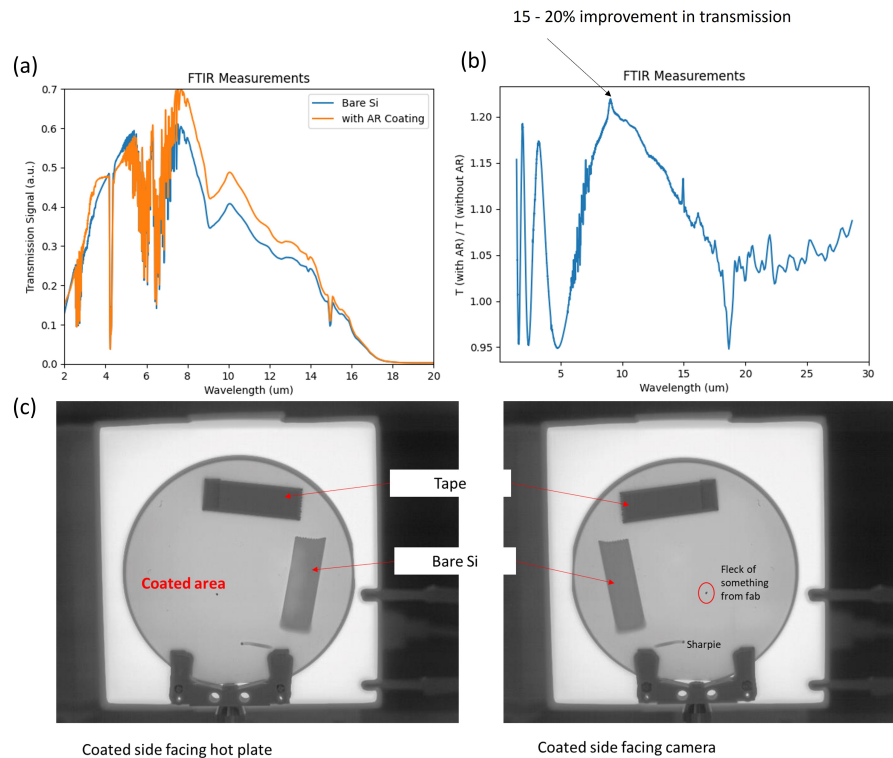 15 - 20% improvement in transmission
(a)
FTIR Measurements
Bare Si
with AR Coating
Transmission Signal (a.u.)
0.7
0.6
0.5
0.4
0.3
0.2
0.1
0.0
2 4 6 8 10 12 14 16 18 20
Wavelength (um)
(b)
FTIR Measurements
T (with AR) / T (without AR)
1.20
1.15
1.10
1.05
1.00
0.95
5 10 15 20 25 30
Wavelength (um)
(c)
Tape
Bare Si
Coated area
Fleck of
something
from fab
Sharpie
Coated side facing hot plate
Coated side facing camera